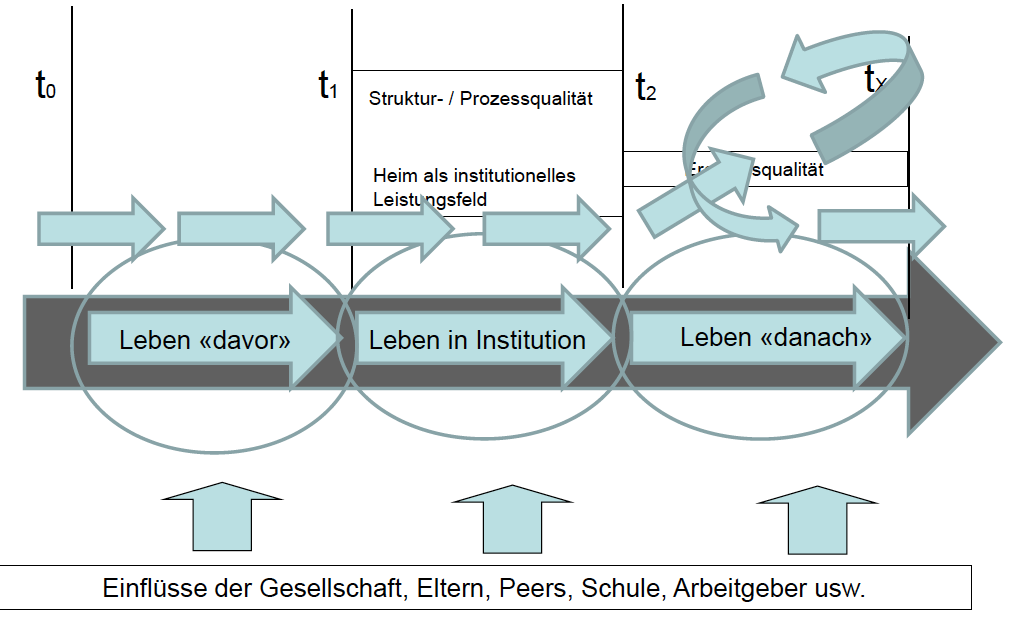 t0
t1
t2
tx
Struktur- / Prozessqualität
Heim als institutionelles
Leistungsfeld
Leben «davor»
Leben in Institution
Leben «danach»
Einflüsse der Gesellschaft, Eltern, Peers, Schule, Arbeitgeber usw.